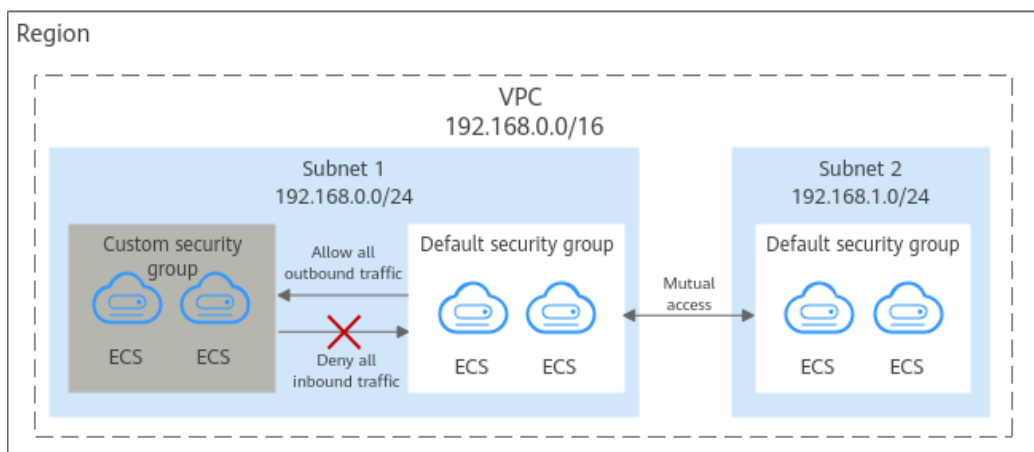 Region
VPC
192.168.0.0/16
Subnet 1
192.168.0.0/24
Custom security
group
ECS
ECS
Allow all
outbound traffic
Deny all
inbound traffic
Default security group
ECS
ECS
Mutual
access
Subnet 2
192.168.1.0/24
Default security group
ECS
ECS